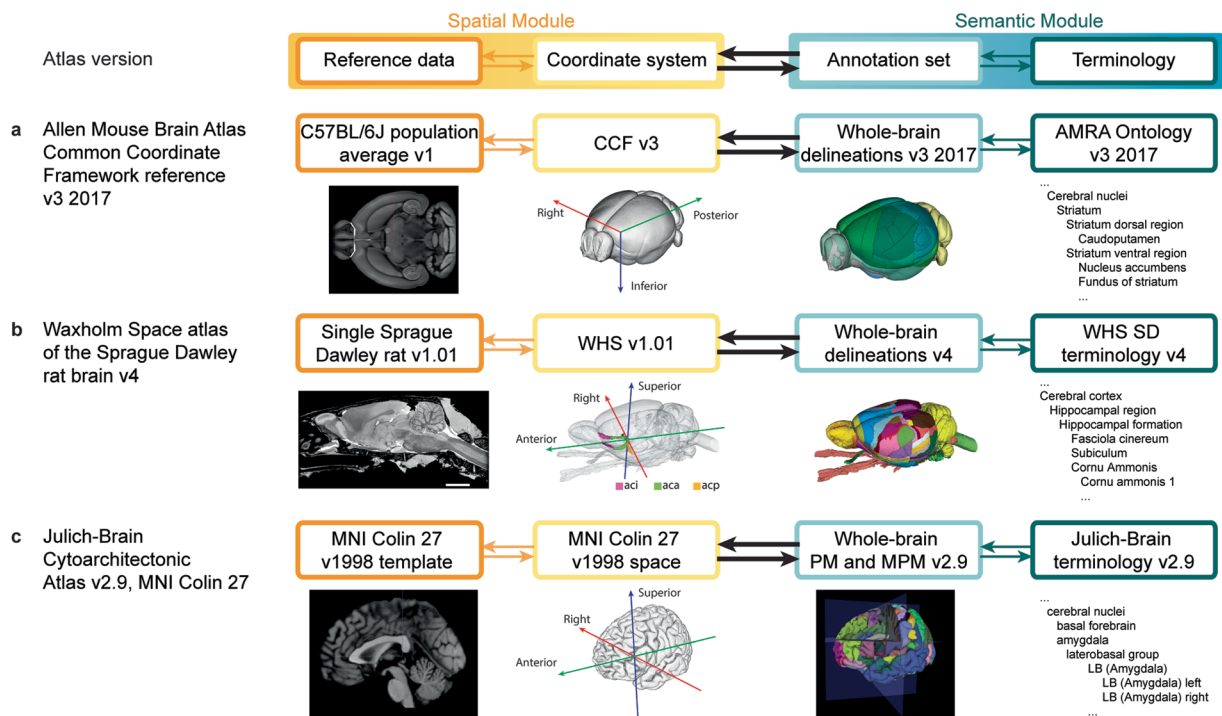 Spatial Module
Semantic Module
Atlas version
Reference data
Coordinate system
Annotation set
Terminology
a
Allen Mouse Brain Atlas
Common Coordinate
Framework reference
v3 2017
C57BL/6J population
average v1
CCF v3
Whole-brain
delineations v3 2017
AMRA Ontology
v3 2017
Right
Posterior
Inferior
...
Cerebral nuclei
Striatum
Striatum dorsal region
Caudoputamen
Striatum ventral region
Nucleus accumbens
Fundus of striatum
...
b
Waxholm Space atlas
of the Sprague Dawley
rat brain v4
Single Sprague
Dawley rat v1.01
WHS v1.01
Whole-brain
delineations v4
WHS SD
terminology v4
Superior
Right
Anterior
aci
aca
acp
...
Cerebral cortex
Hippocampal region
Hippocampal formation
Fasciola cinereum
Subiculum
Cornu Ammonis
Cornu ammonis 1
...
c
Julich-Brain
Cytoarchitectonic
Atlas v2.9, MNI Colin 27
MNI Colin 27
v1998 template
MNI Colin 27
v1998 space
Whole-brain
PM and MPM v2.9
Julich-Brain
terminology v2.9
Superior
Right
Anterior
...
cerebral nuclei
basal forebrain
amygdala
laterobasal group
LB (Amygdala)
LB (Amygdala) left
LB (Amygdala) right
...